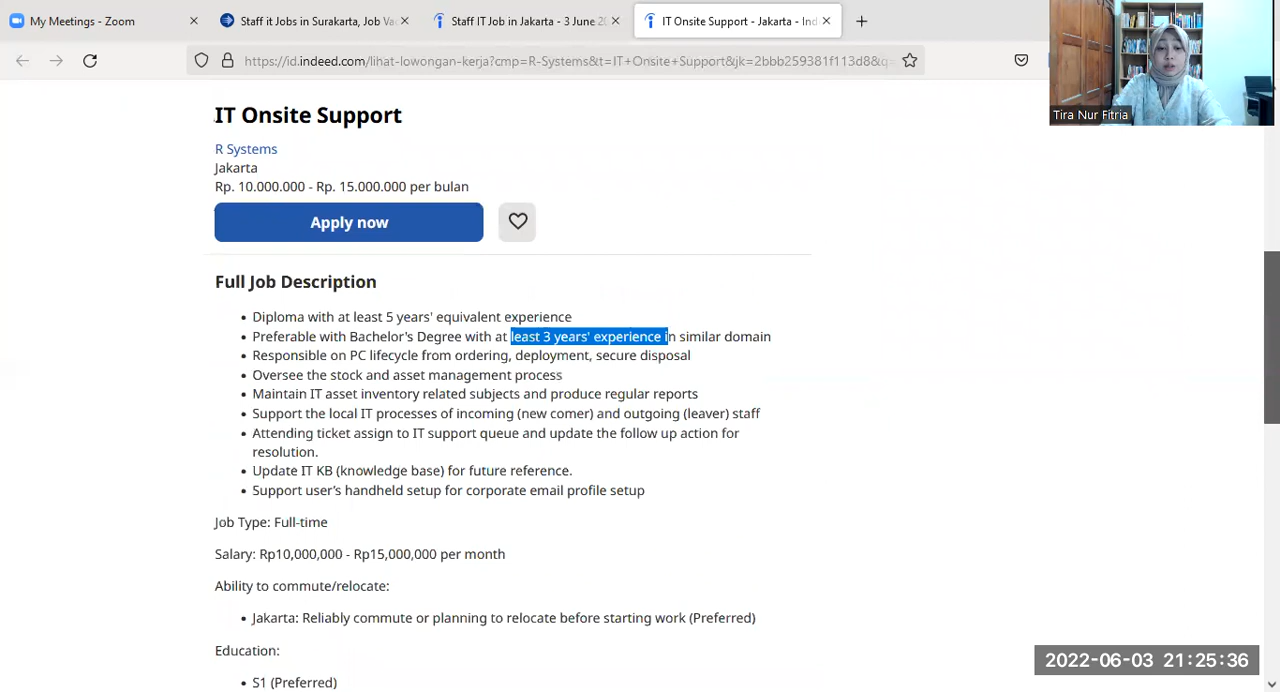 My Meetings - Zoom
Staff it Jobs in Surakarta, Job Va
Staff IT Job in Jakarta - 3 June 2
IT Onsite Support - Jakarta - Ind
https://id.indeed.com/lihat-lowongan-kerja?cmp=R-Systems&t=IT+Onsite+Support&jk=2bbb259381f113d8&q=
Tira Nur Fitria
IT Onsite Support
R Systems
Jakarta
Rp. 10.000.000 - Rp. 15.000.000 per bulan
Apply now
Full Job Description
• Diploma with at least 5 years' equivalent experience
• Preferable with Bachelor's Degree with at least 3 years' experience in similar domain
• Responsible on PC lifecycle from ordering, deployment, secure disposal
• Oversee the stock and asset management process
• Maintain IT asset inventory related subjects and produce regular reports
• Support the local IT processes of incoming (new comer) and outgoing (leaver) staff
• Attending ticket assign to IT support queue and update the follow up action for
resolution.
• Update IT KB (knowledge base) for future reference.
• Support user's handheld setup for corporate email profile setup
Job Type: Full-time
Salary: Rp10,000,000 - Rp15,000,000 per month
Ability to commute/relocate:
• Jakarta: Reliably commute or planning to relocate before starting work (Preferred)
Education:
• S1 (Preferred)
2022-06-03 21:25:36